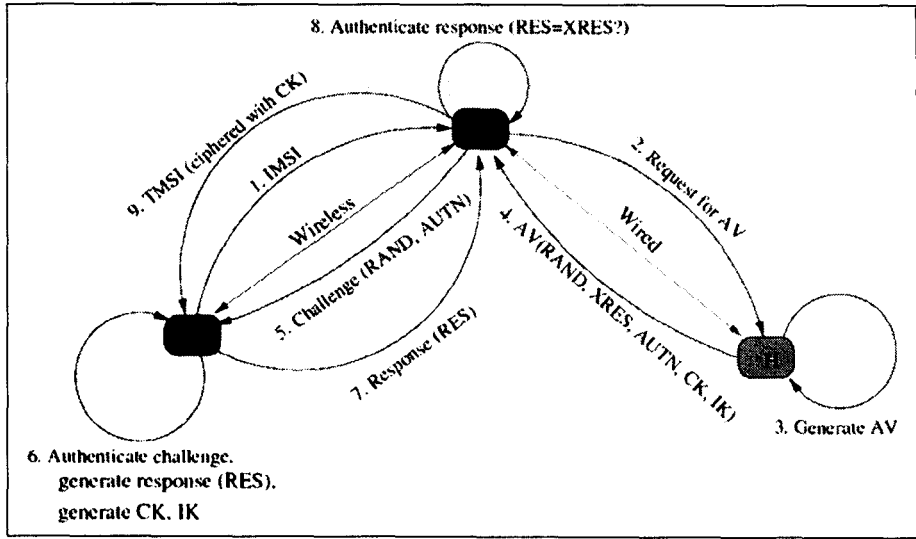 8. Authenticate response (RES=XRES?)
9. TMSI (ciphered with CK)
1. IMSI
Wireless
5. Challenge (RAND, AUTN)
7. Response (RES)
2. Request for AV
Wired
4. AV(RAND, XRES, AUTN, CK, IK)
3. Generate AV
6. Authenticate challenge.
generate response (RES).
generate CK, IK